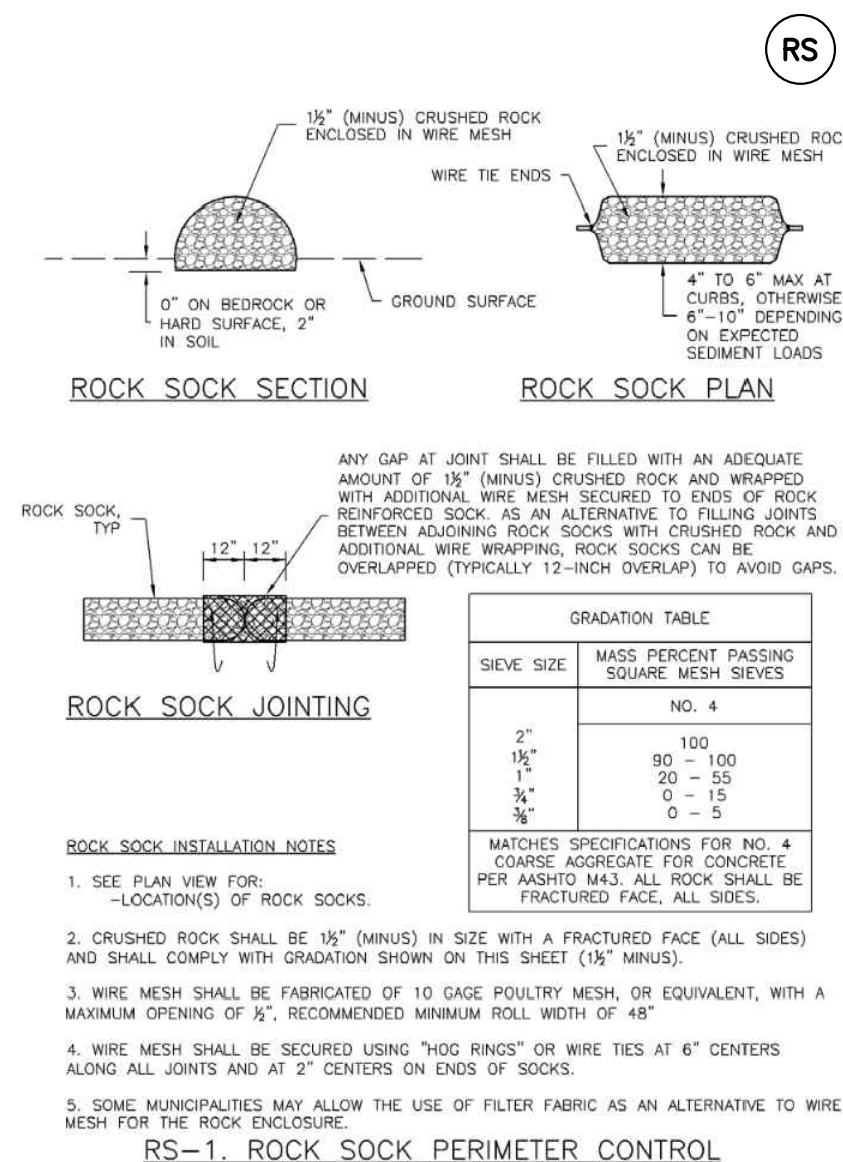 RS
1½" (MINUS) CRUSHED ROCK
ENCLOSED IN WIRE MESH
0" ON BEDROCK OR
HARD SURFACE, 2"
IN SOIL
GROUND SURFACE
ROCK SOCK SECTION
1½" (MINUS) CRUSHED ROC
ENCLOSED IN WIRE MESH
WIRE TIE ENDS
4" TO 6" MAX AT
CURBS, OTHERWISE
6"-10" DEPENDING
ON EXPECTED
SEDIMENT LOADS
ROCK SOCK PLAN
ANY GAP AT JOINT SHALL BE FILLED WITH AN ADEQUATE
AMOUNT OF 1½" (MINUS) CRUSHED ROCK AND WRAPPED
WITH ADDITIONAL WIRE MESH SECURED TO ENDS OF ROCK
REINFORCED SOCK. AS AN ALTERNATIVE TO FILLING JOINTS
BETWEEN ADJOINING ROCK SOCKS WITH CRUSHED ROCK AND
ADDITIONAL WIRE WRAPPING, ROCK SOCKS CAN BE
OVERLAPPED (TYPICALLY 12-INCH OVERLAP) TO AVOID GAPS.
ROCK SOCK,
TYP
12" 12"
ROCK SOCK JOINTING
GRADATION TABLE
SIEVE SIZE
MASS PERCENT PASSING
SQUARE MESH SIEVES
NO. 4
2" 100
1½" 90 - 100
1" 20 - 55
¾" 0 - 15
⅜" 0 - 5
MATCHES SPECIFICATIONS FOR NO. 4
COARSE AGGREGATE FOR CONCRETE
PER AASHTO M43. ALL ROCK SHALL BE
FRACTURED FACE, ALL SIDES.
ROCK SOCK INSTALLATION NOTES
1. SEE PLAN VIEW FOR:
-LOCATION(S) OF ROCK SOCKS.
2. CRUSHED ROCK SHALL BE 1½" (MINUS) IN SIZE WITH A FRACTURED FACE (ALL SIDES)
AND SHALL COMPLY WITH GRADATION SHOWN ON THIS SHEET (1½" MINUS).
3. WIRE MESH SHALL BE FABRICATED OF 10 GAGE POULTRY MESH, OR EQUIVALENT, WITH A
MAXIMUM OPENING OF ½", RECOMMENDED MINIMUM ROLL WIDTH OF 48"
4. WIRE MESH SHALL BE SECURED USING "HOG RINGS" OR WIRE TIES AT 6" CENTERS
ALONG ALL JOINTS AND AT 2" CENTERS ON ENDS OF SOCKS.
5. SOME MUNICIPALITIES MAY ALLOW THE USE OF FILTER FABRIC AS AN ALTERNATIVE TO WIRE
MESH FOR THE ROCK ENCLOSURE.
RS-1. ROCK SOCK PERIMETER CONTROL